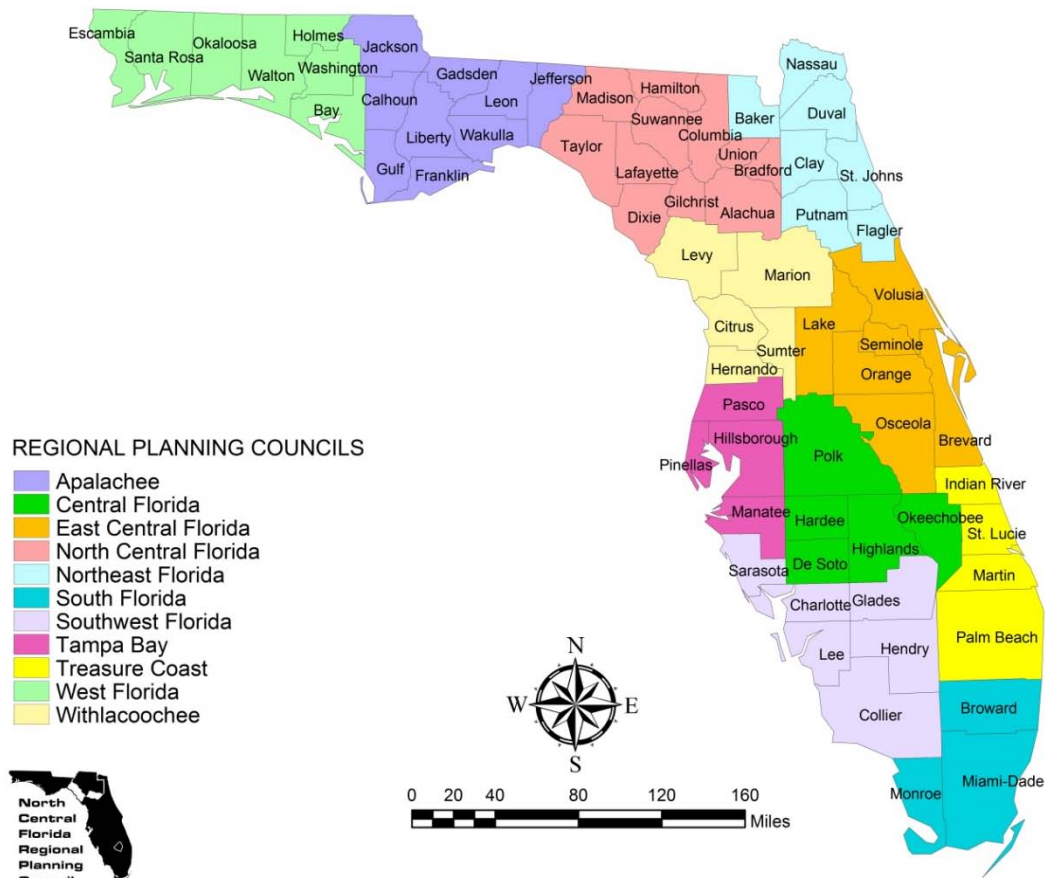 Escambia
Santa Rosa
Okaloosa
Walton
Holmes
Washington
Bay
Jackson
Calhoun
Gulf
Gadsden
Liberty
Franklin
Leon
Wakulla
Jefferson
Madison
Taylor
Hamilton
Suwannee
Lafayette
Dixie
Columbia
Gilchrist
Union
Bradford
Alachua
Baker
Nassau
Duval
Clay
St. Johns
Putnam
Flagler
Levy
Marion
Citrus
Sumter
Hernando
Lake
Volusia
Seminole
Orange
Osceola
Brevard
Pasco
Hillsborough
Pinellas
Manatee
Polk
Hardee
De Soto
Highlands
Okeechobee
Indian River
St. Lucie
Martin
Palm Beach
Sarasota
Charlotte
Glades
Lee
Hendry
Collier
Broward
Miami-Dade
Monroe
REGIONAL PLANNING COUNCILS
Apalachee
Central Florida
East Central Florida
North Central Florida
Northeast Florida
South Florida
Southwest Florida
Tampa Bay
Treasure Coast
West Florida
Withlacoochee
N
W E
S
0 20 40 80 120 160
Miles
North
Central
Florida
Regional
Planning